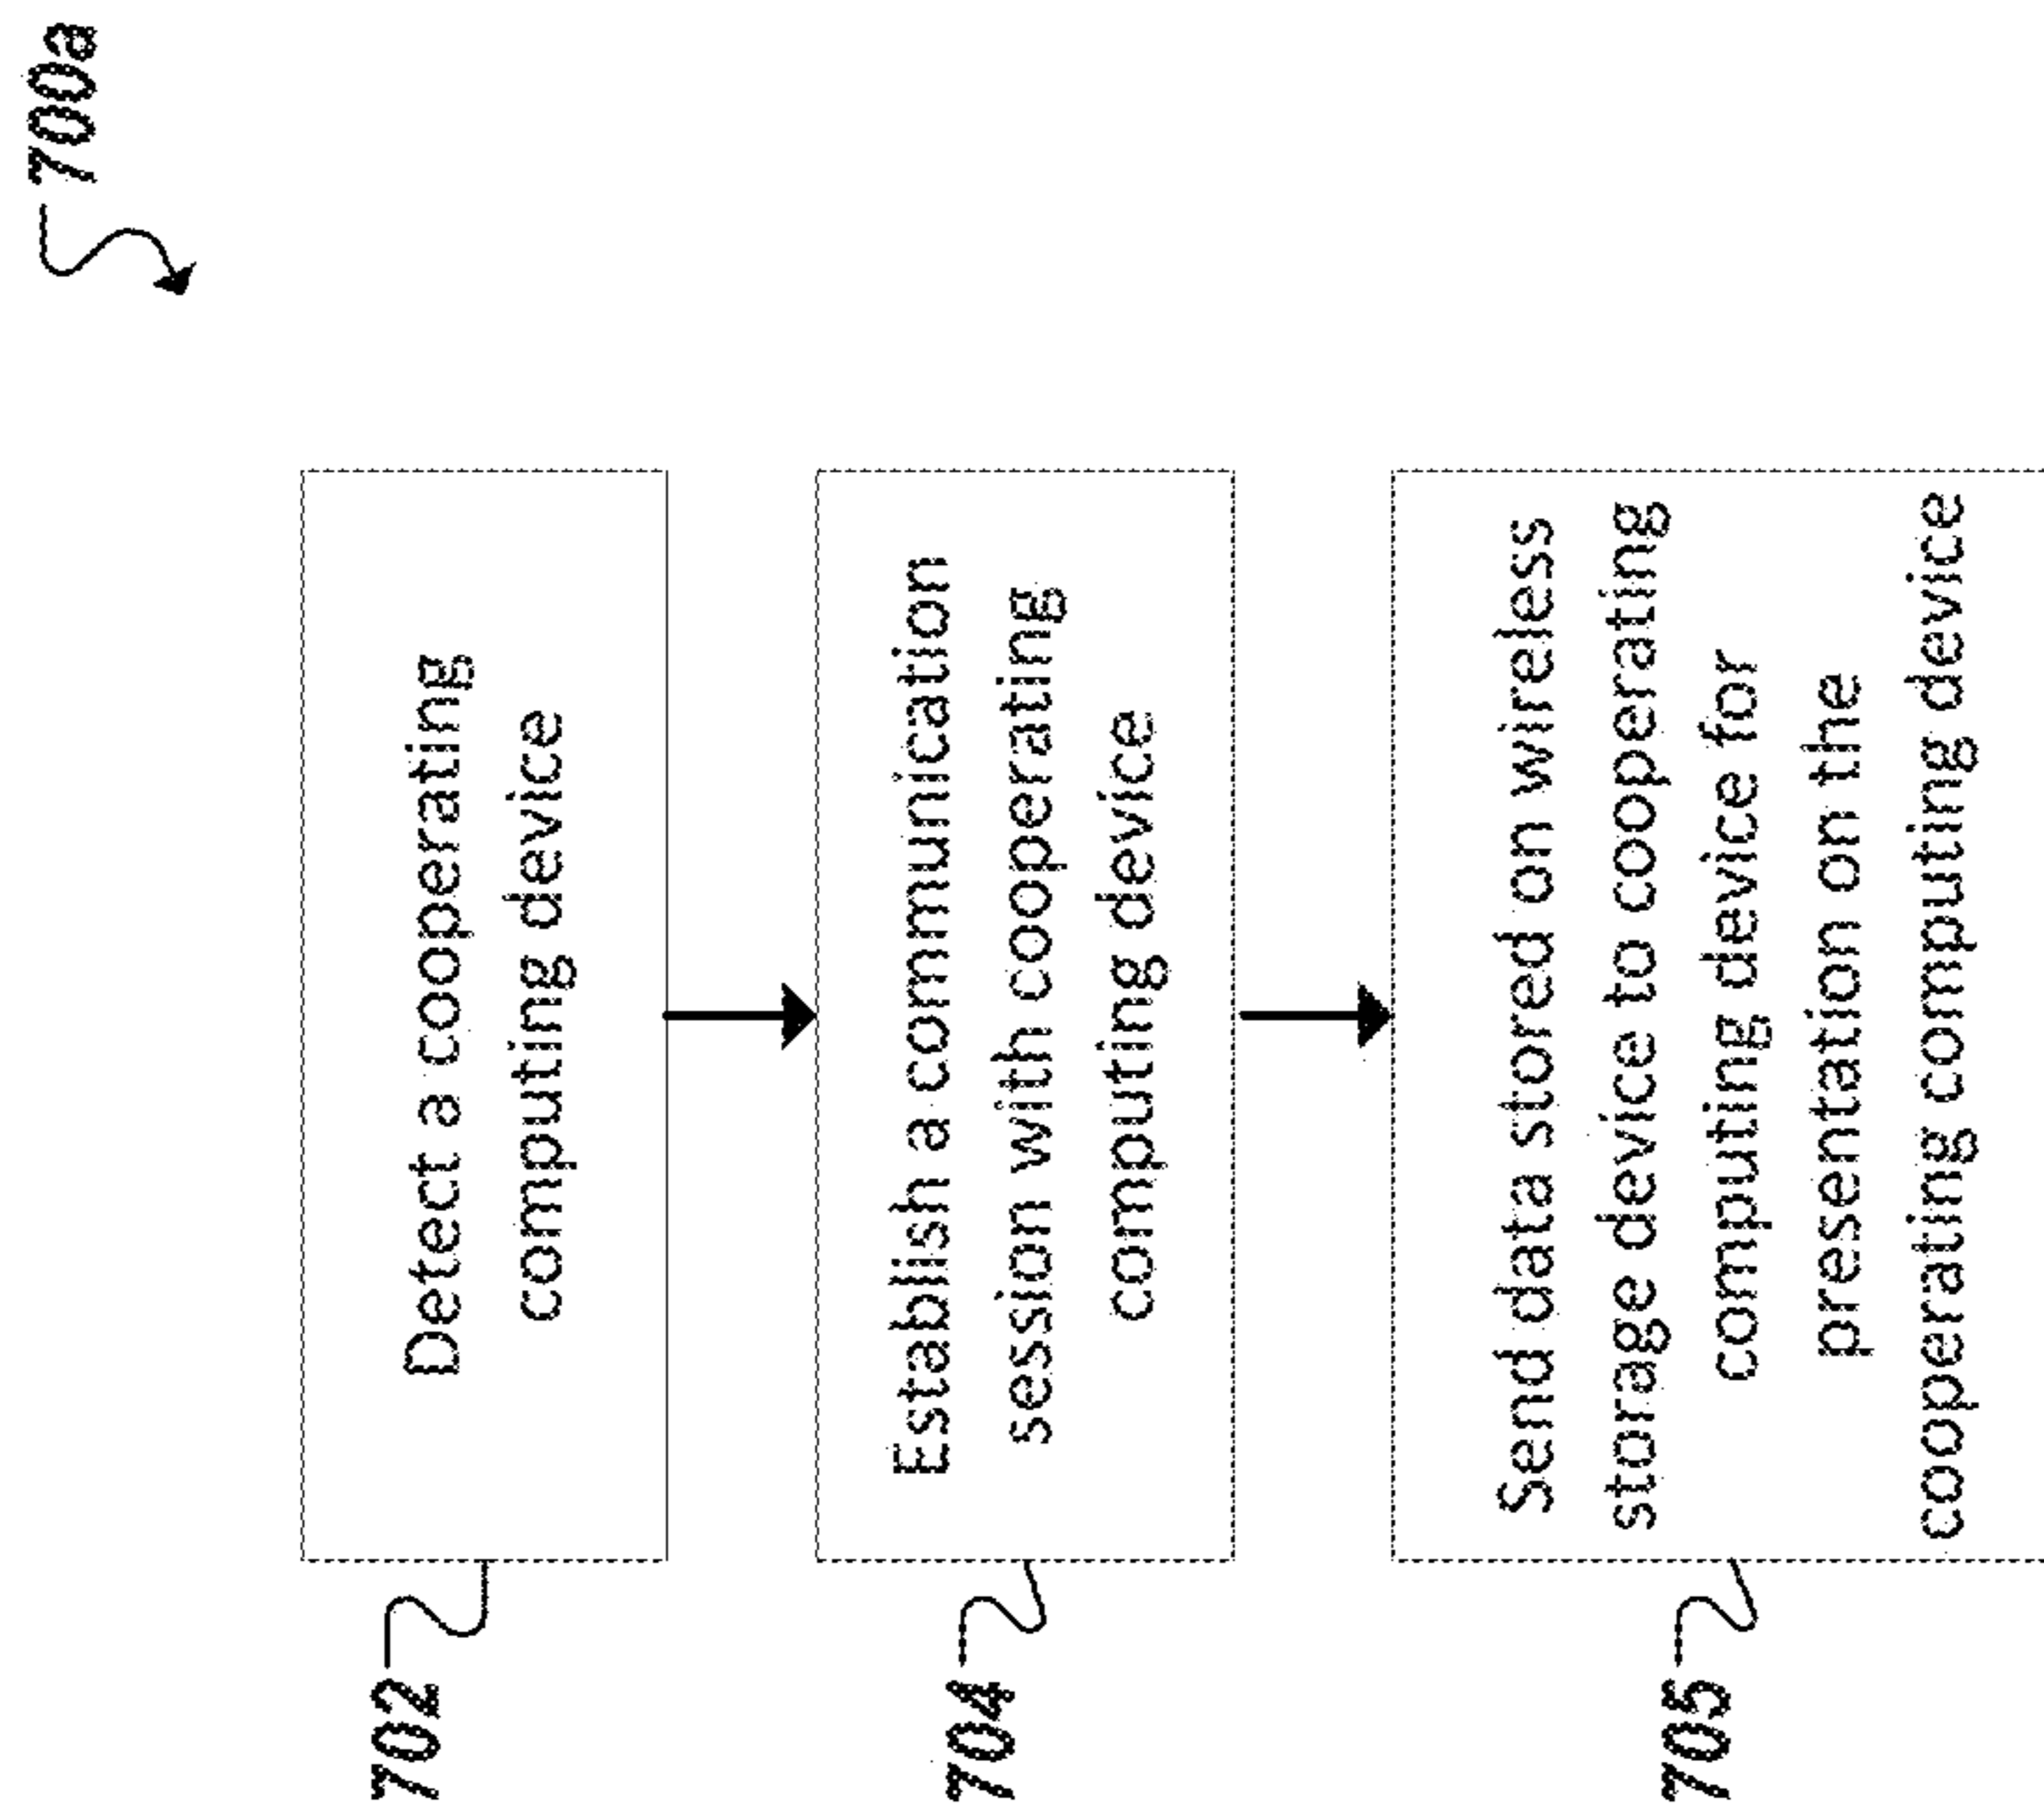 700a
702
Detect a cooperating
computing device
704
Establish a communication
session with cooperating
computing device
705
Send data stored on wireless
storage device to cooperating
computing device for
presentation on the
cooperating computing device